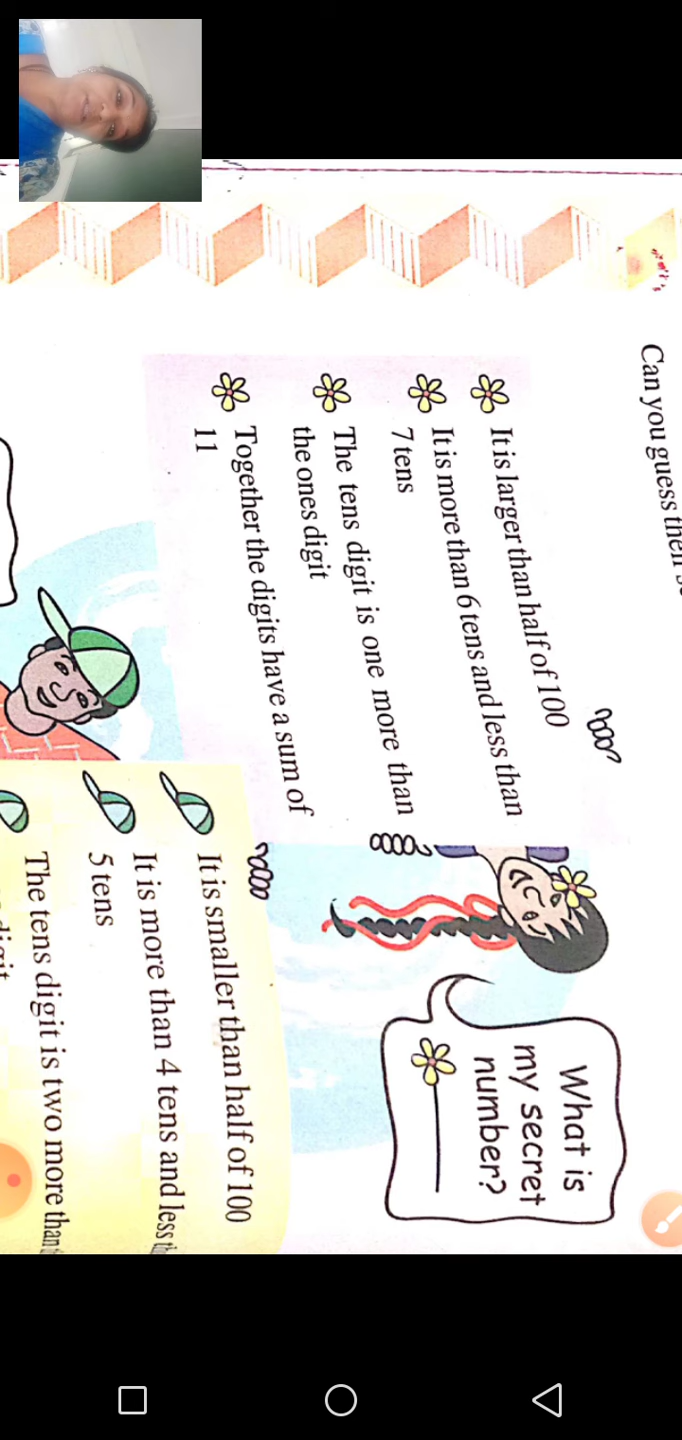 Can you guess their
It is larger than half of 100
It is more than 6 tens and less than
7 tens
The tens digit is one more than
the ones digit
Together the digits have a sum of
11
What is
my secret
number?
It is smaller than half of 100
It is more than 4 tens and less
5 tens
The tens digit is two more than
digit